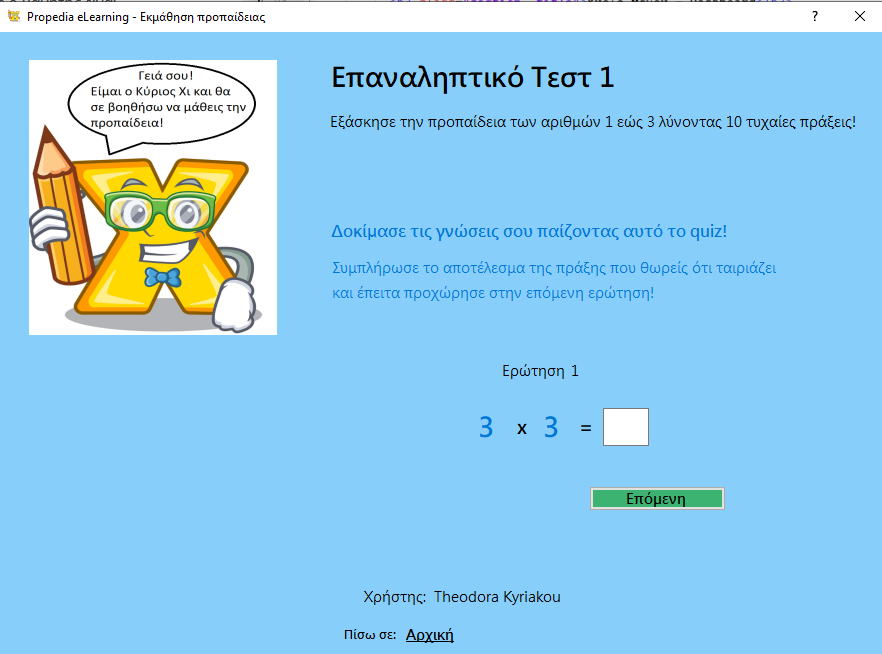 Propedia eLearning - Εκμάθηση προπαίδειας
?
Γειά σου!
Είμαι ο Κύριος Χι και θα
σε βοηθήσω να μάθεις την
προπαίδεια!
Επαναληπτικό Τεστ 1
Εξάσκησε την προπαίδεια των αριθμών 1 εώς 3 λύνοντας 10 τυχαίες πράξεις!
Δοκίμασε τις γνώσεις σου παίζοντας αυτό το quiz!
Συμπλήρωσε το αποτέλεσμα της πράξης που θωρείς ότι ταιριάζει
και έπειτα προχώρησε στην επόμενη ερώτηση!
Ερώτηση 1
3 x 3 =
Επόμενη
Χρήστης: Theodora Kyriakou
Πίσω σε: Αρχική